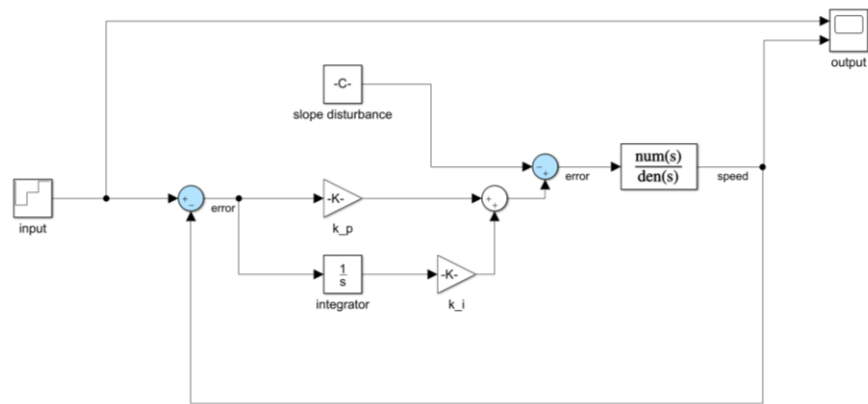 output
-C-
slope disturbance
num(s)
den(s)
error
speed
input
error
-K-
k_p
1
s
integrator
-K-
k_i